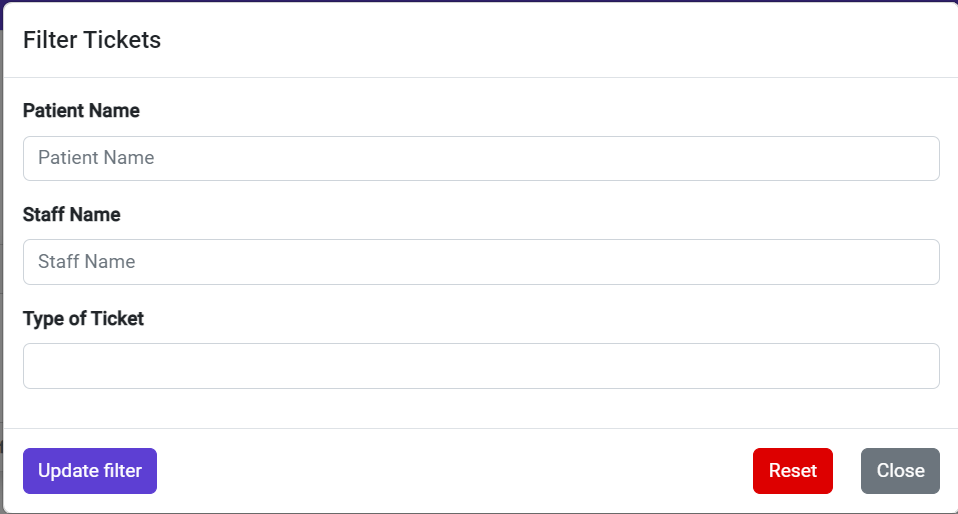 Filter Tickets
Patient Name
Patient Name
Staff Name
Staff Name
Type of Ticket
Update filter Reset Close